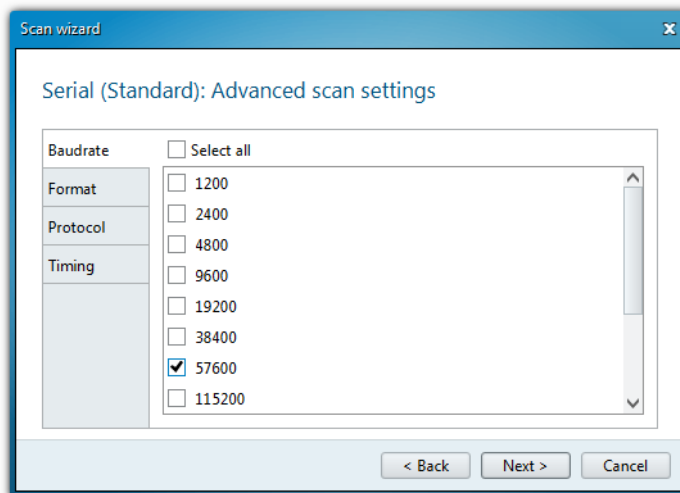 Scan wizard
Serial (Standard): Advanced scan settings
Baudrate
Select all
Format
Protocol
Timing
1200
2400
4800
9600
19200
38400
57600
115200
< Back
Next >
Cancel